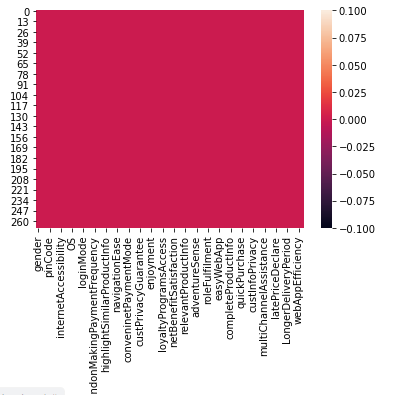 0
13
26
39
52
65
78
91
104
117
130
143
156
169
182
195
208
221
234
247
260
0.100
0.075
0.050
0.025
0.000
−0.025
−0.050
−0.075
−0.100
gender
pinCode
internetAccessibility
OS
loginMode
ndonMakingPaymentFrequency
highlightSimilarProductInfo
navigationEase
conveninetPaymentMode
custPrivacyGuarantee
enjoyment
loyaltyProgramsAccess
netBenefitSatisfaction
relevantProductInfo
adventureSense
roleFulfilment
easyWebApp
completeProductInfo
quickPurchase
custInfoPrivacy
multiChannelAssistance
latePriceDeclare
LongerDeliveryPeriod
webAppEfficiency